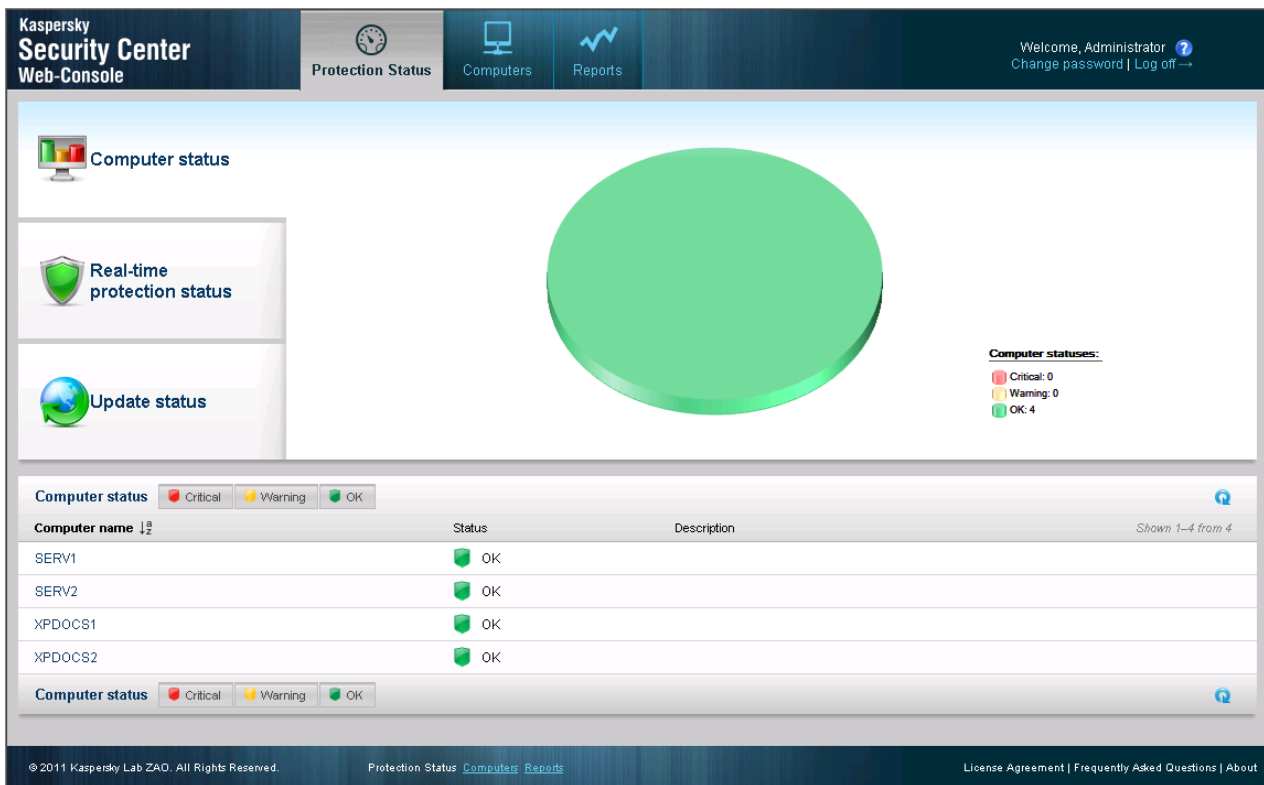 Kaspersky
Security Center
Web-Console
Protection Status
Computers
Reports
Welcome, Administrator ?
Change password | Log off →
Computer status
Real-time
protection status
Update status
Computer statuses:
Critical: 0
Warning: 0
OK: 4
Computer status Critical Warning OK
Computer name ↓a z Status Description Shown 1–4 from 4
SERV1 OK
SERV2 OK
XPDOCS1 OK
XPDOCS2 OK
Computer status Critical Warning OK
© 2011 Kaspersky Lab ZAO. All Rights Reserved. Protection Status Computers Reports License Agreement | Frequently Asked Questions | About